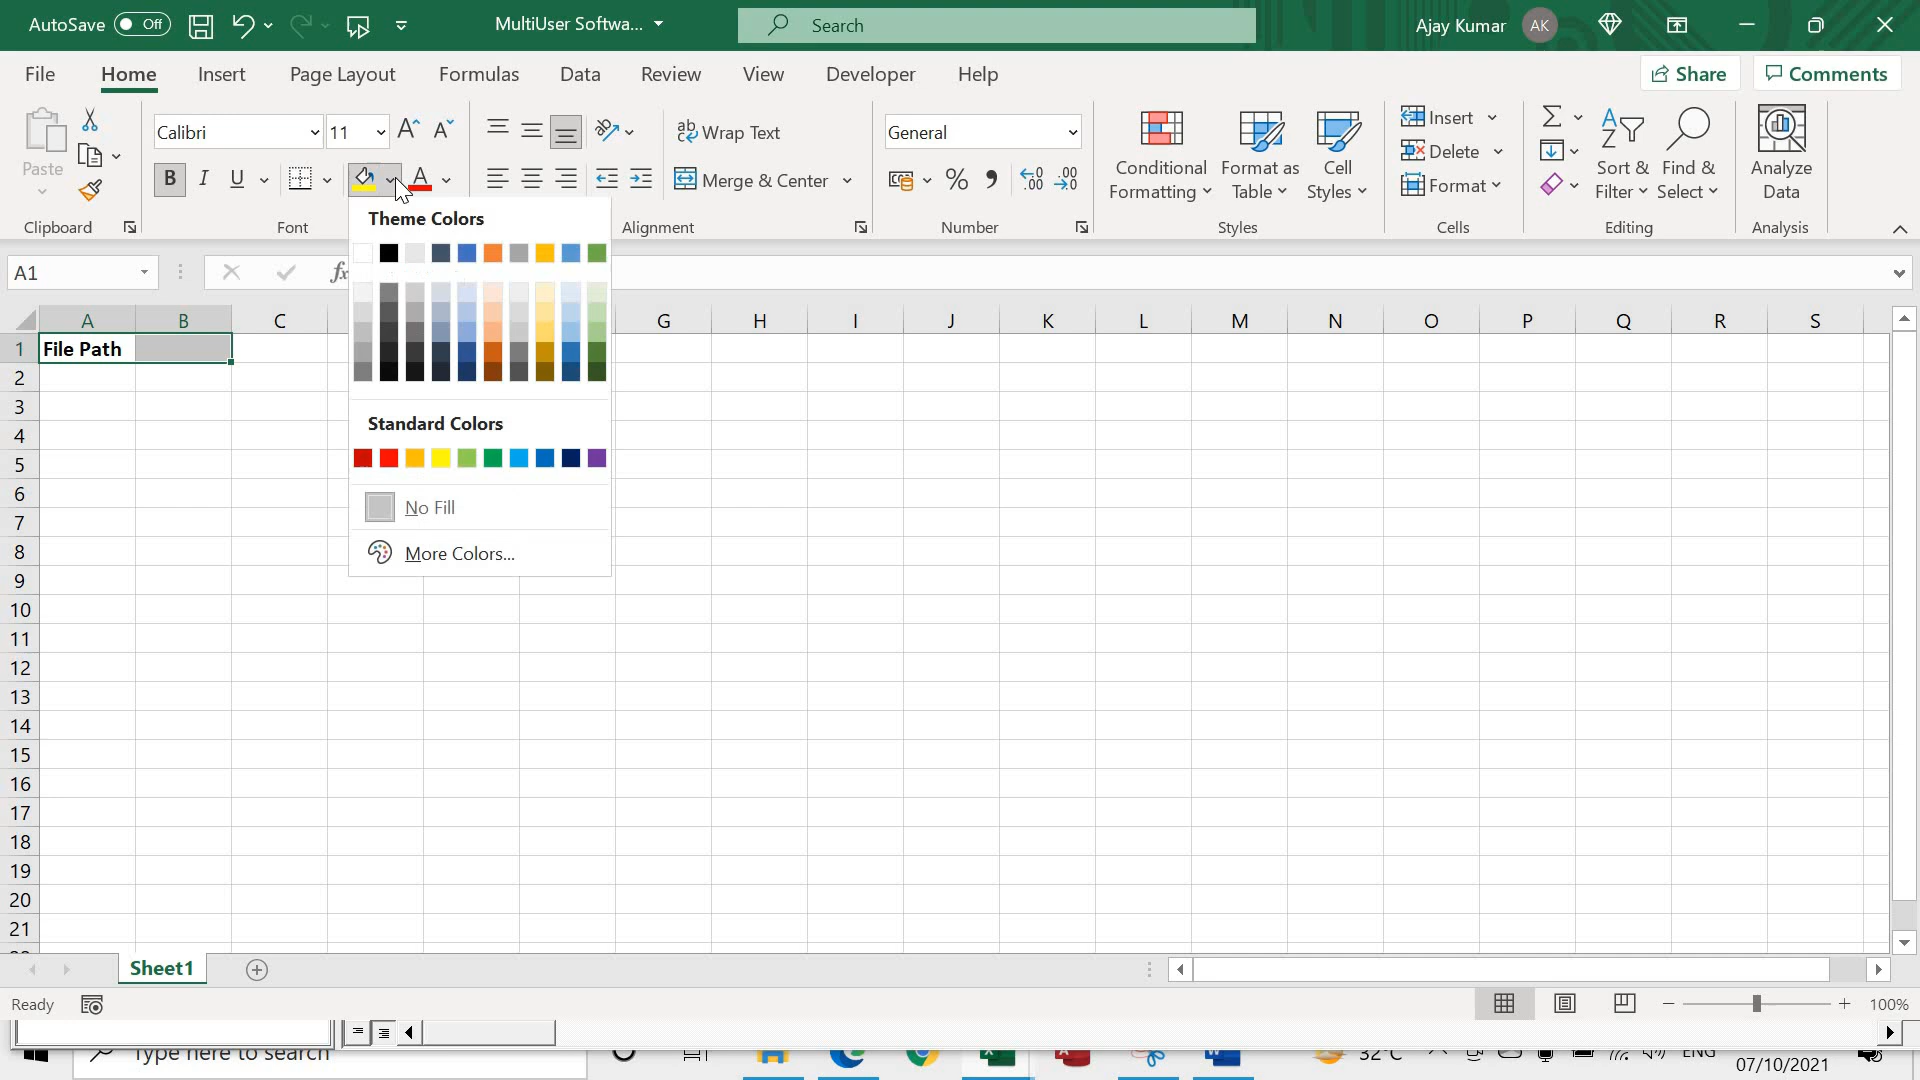 AutoSave Off MultiUser Softwa... Search Ajay Kumar AK
File Home Insert Page Layout Formulas Data Review View Developer Help Share Comments
Paste Calibri 11 ab Wrap Text General Conditional Formatting Format as Table Cell Styles Insert Delete Format Sort & Filter Find & Select Analyze Data
B I U A Merge & Center % 
Clipboard Font Alignment Number Styles Cells Editing Analysis
Theme Colors
A1 fx
A B C G H I J K L M N O P Q R S
1 File Path
2
3
4
Standard Colors
5
6
No Fill
7
8
More Colors...
9
10
11
12
13
14
15
16
17
18
19
20
21
Sheet1
Ready 100%
Type here to search 32°C ENG
07/10/2021